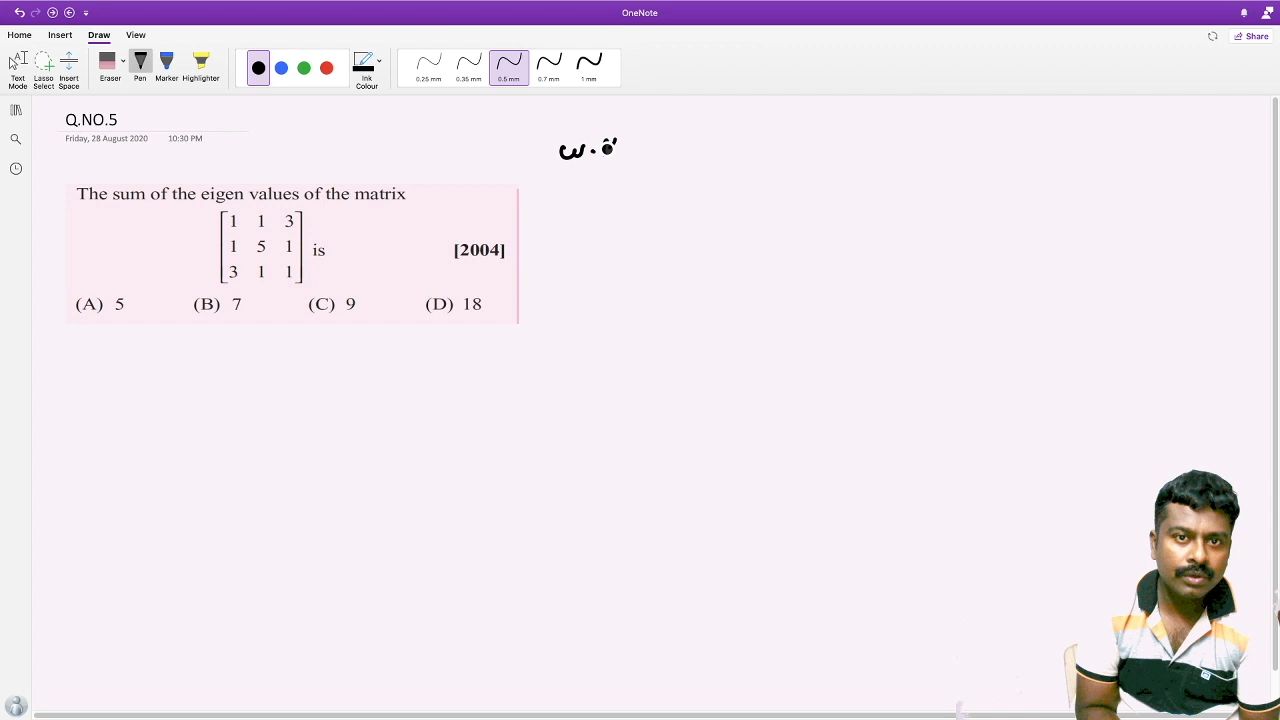 OneNote
Home Insert Draw View
Share
Text Mode
Lasso Select
Insert Space
Eraser
Pen
Marker
Highlighter
Ink Colour
0.25 mm
0.35 mm
0.5 mm
0.7 mm
1 mm
Q.NO.5
Friday, 28 August 2020 10:30 PM
The sum of the eigen values of the matrix
[1 1 3
1 5 1
3 1 1] is [2004]
(A) 5 (B) 7 (C) 9 (D) 18